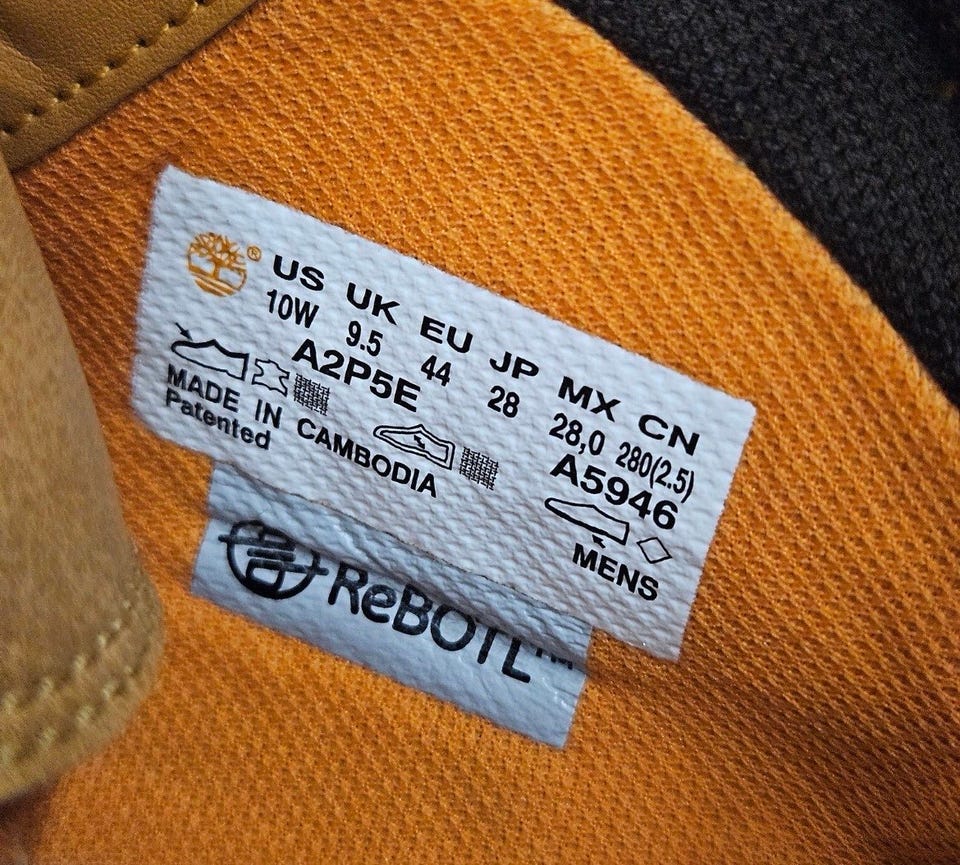 ® US UK EU JP MX CN
10W 9.5 44 28 28,0 280(2.5)
A2P5E A5946
MADE IN CAMBODIA
Patented
MENS
ReBOTL™